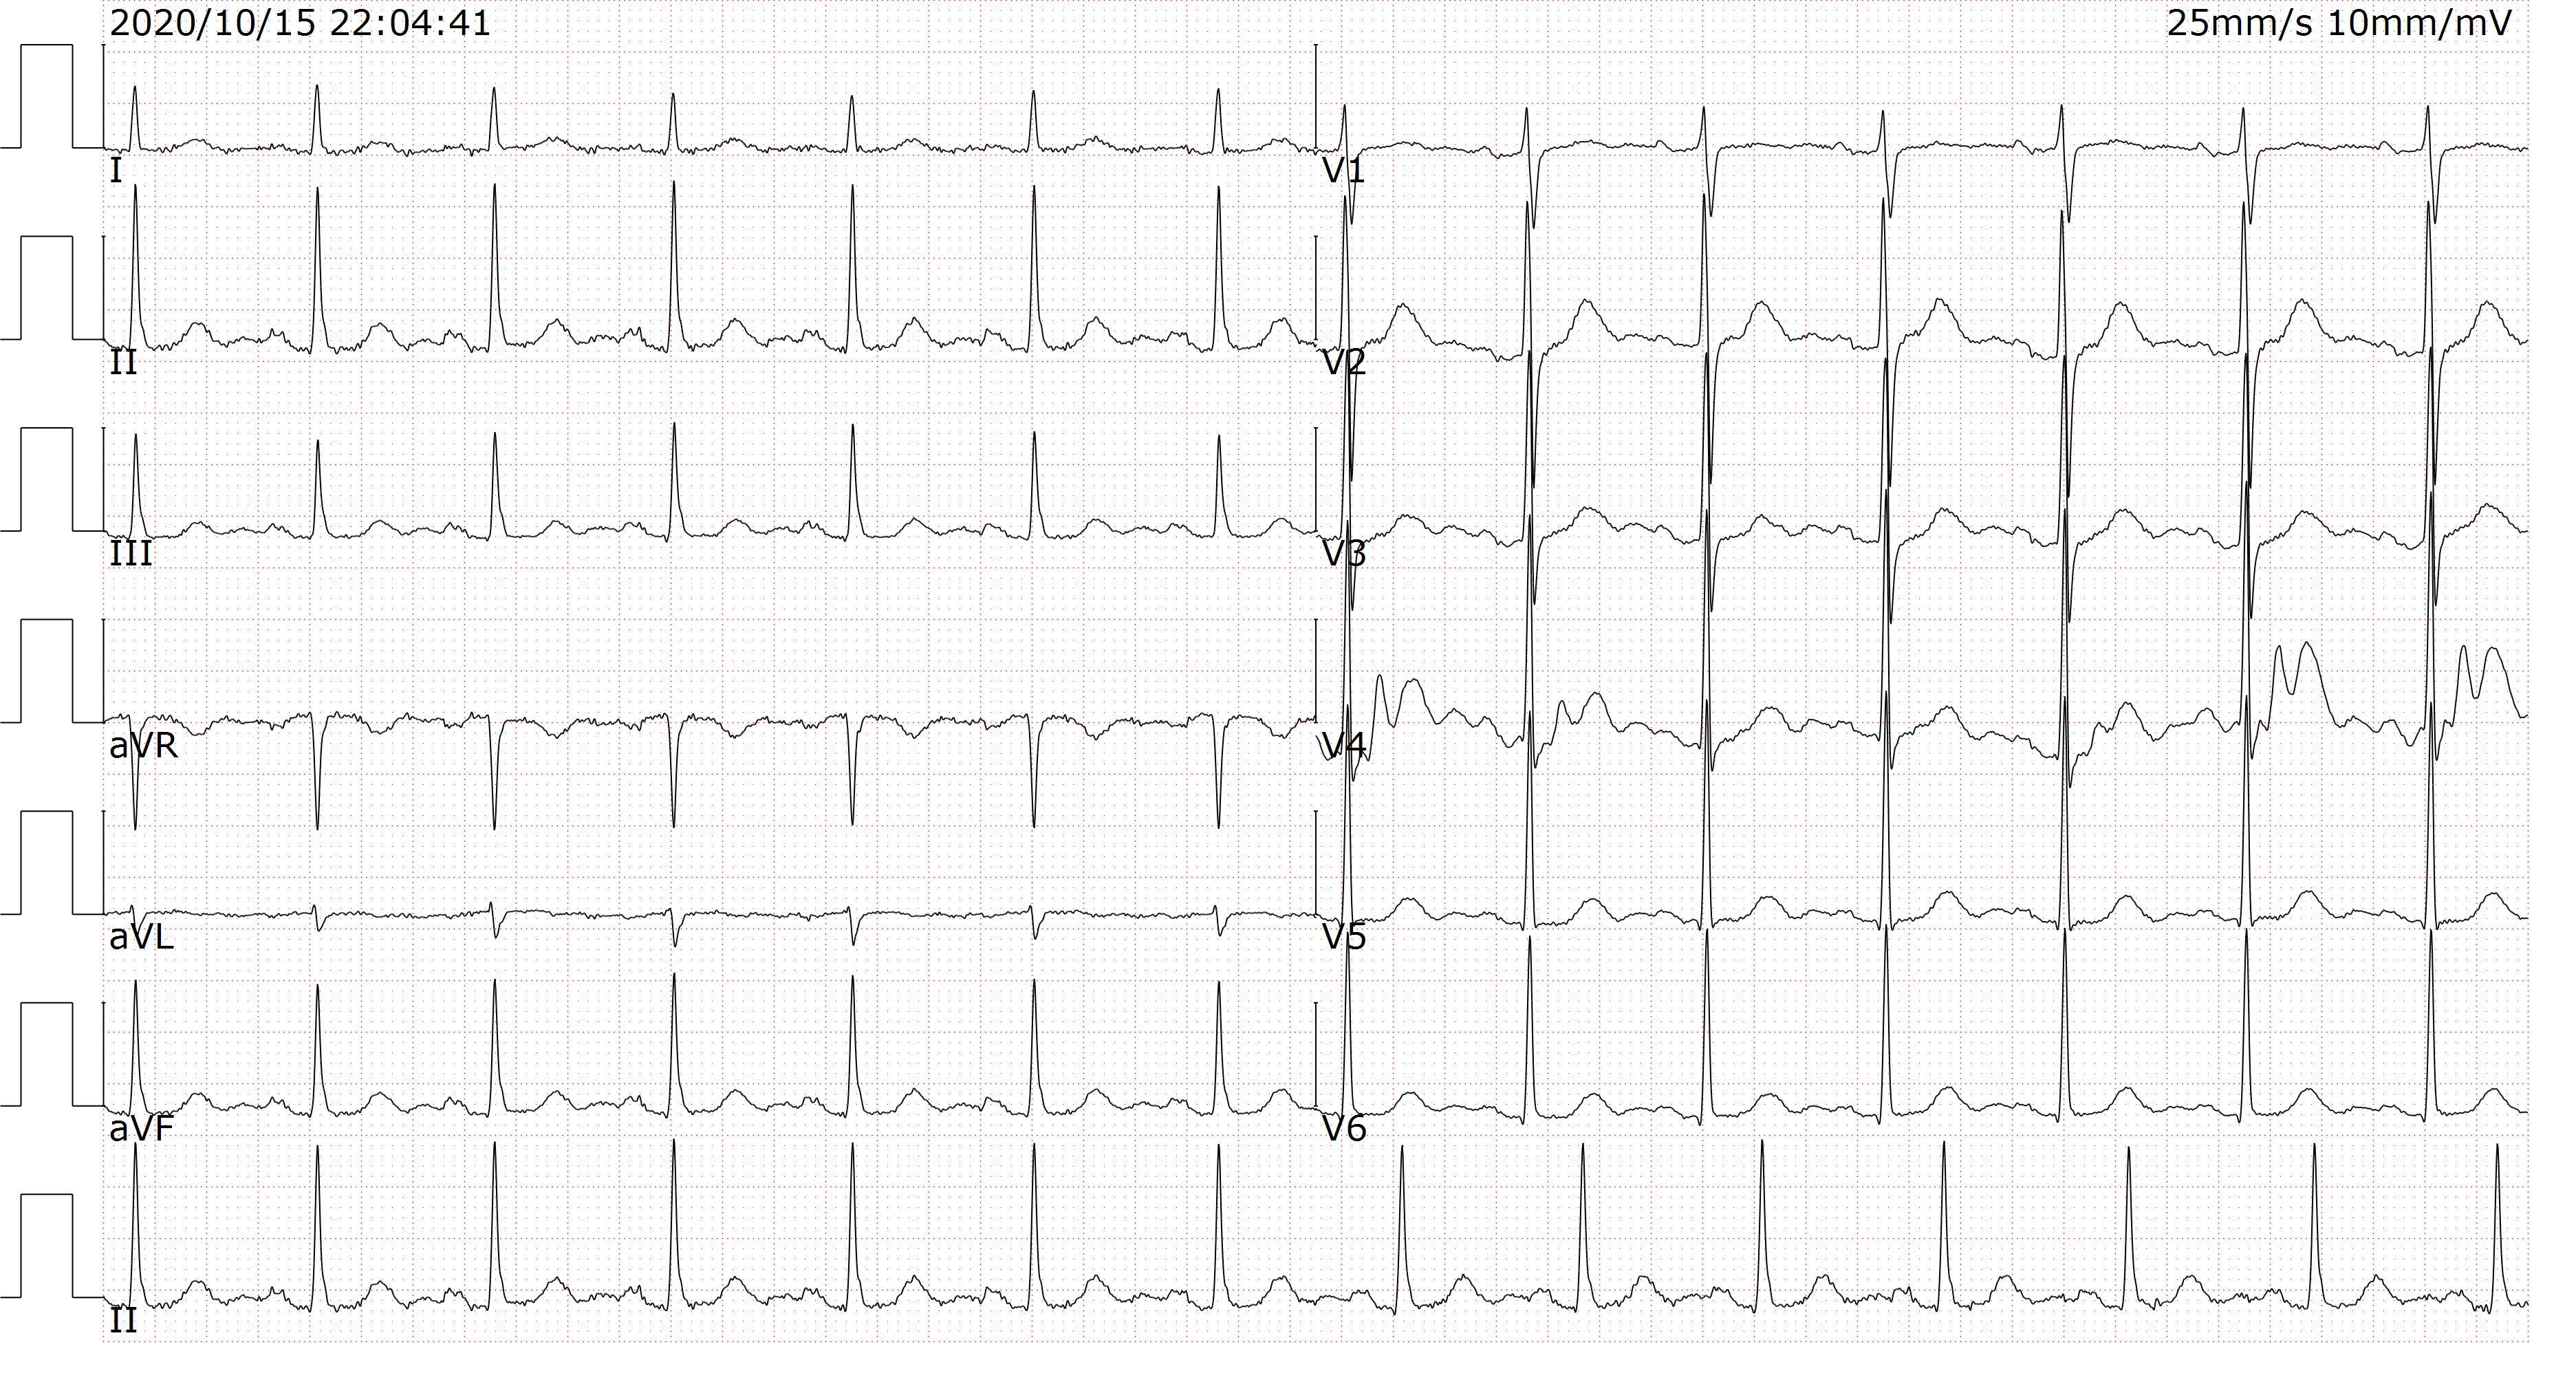 2020/10/15 22:04:41 25mm/s 10mm/mV
I V1
II V2
III V3
aVR V4
aVL V5
aVF V6
II